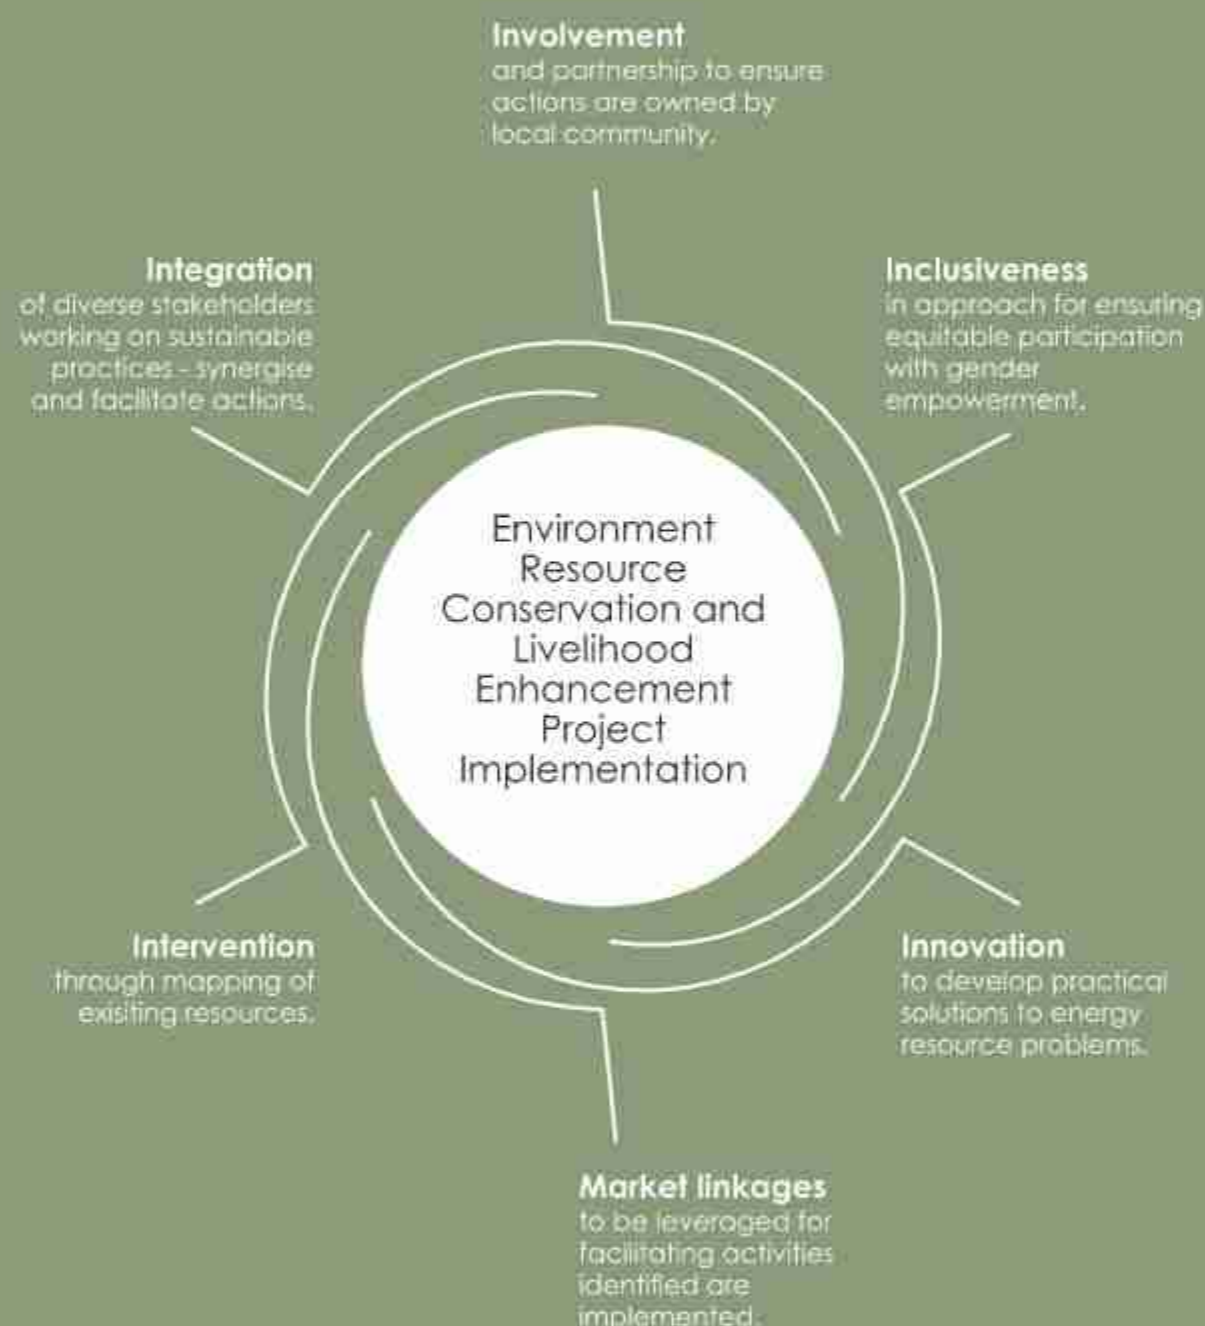 Involvement
and partnership to ensure
actions are owned by
local community.
Integration
of diverse stakeholders
working on sustainable
practices - synergise
and facilitate actions.
Inclusiveness
in approach for ensuring
equitable participation
with gender
empowerment.
Environment
Resource
Conservation and
Livelihood
Enhancement
Project
Implementation
Intervention
through mapping of
exisiting resources.
Innovation
to develop practical
solutions to energy
resource problems.
Market linkages
to be leveraged for
facilitating activities
identified are
implemented.